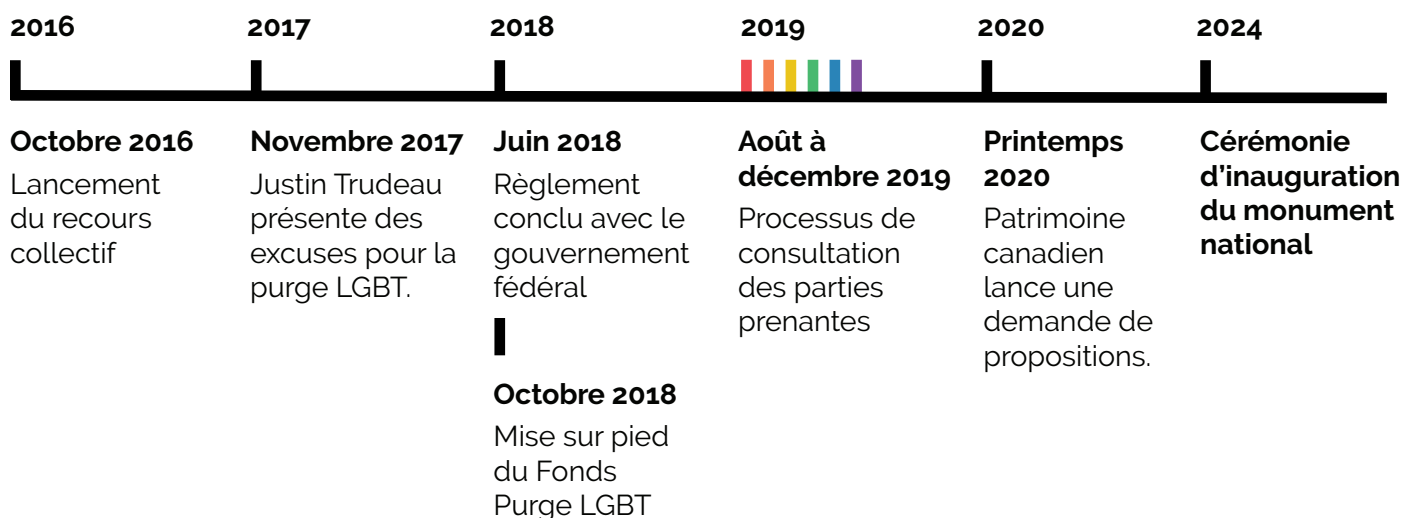 2016
2017
2018
2019
2020
2024
Octobre 2016
Lancement
du recours
collectif
Novembre 2017
Justin Trudeau
présente des
excuses pour la
purge LGBT.
Juin 2018
Règlement
conclu avec le
gouvernement
fédéral
Octobre 2018
Mise sur pied
du Fonds
Purge LGBT
Août à
décembre 2019
Processus de
consultation
des parties
prenantes
Printemps
2020
Patrimoine
canadien
lance une
demande de
propositions.
Cérémonie
d’inauguration
du monument
national